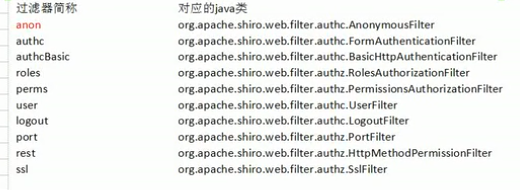 过滤器简称 对应的java类
anon org.apache.shiro.web.filter.authc.AnonymousFilter
authc org.apache.shiro.web.filter.authc.FormAuthenticationFilter
authcBasic org.apache.shiro.web.filter.authc.BasicHttpAuthenticationFilter
roles org.apache.shiro.web.filter.authz.RolesAuthorizationFilter
perms org.apache.shiro.web.filter.authz.PermissionsAuthorizationFilter
user org.apache.shiro.web.filter.authc.UserFilter
logout org.apache.shiro.web.filter.authc.LogoutFilter
port org.apache.shiro.web.filter.authz.PortFilter
rest org.apache.shiro.web.filter.authz.HttpMethodPermissionFilter
ssl org.apache.shiro.web.filter.authz.SslFilter